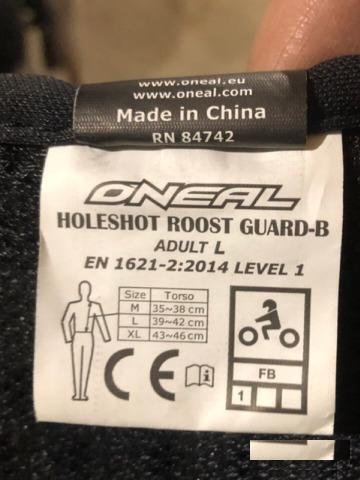 www.oneal.eu
www.oneal.com
Made in China
RN 84742
O'NEAL
HOLESHOT ROOST GUARD-B
ADULT L
EN 1621-2:2014 LEVEL 1
Size Torso
M 35~38 cm
L 39~42 cm
XL 43~46 cm
CE
i
FB
1